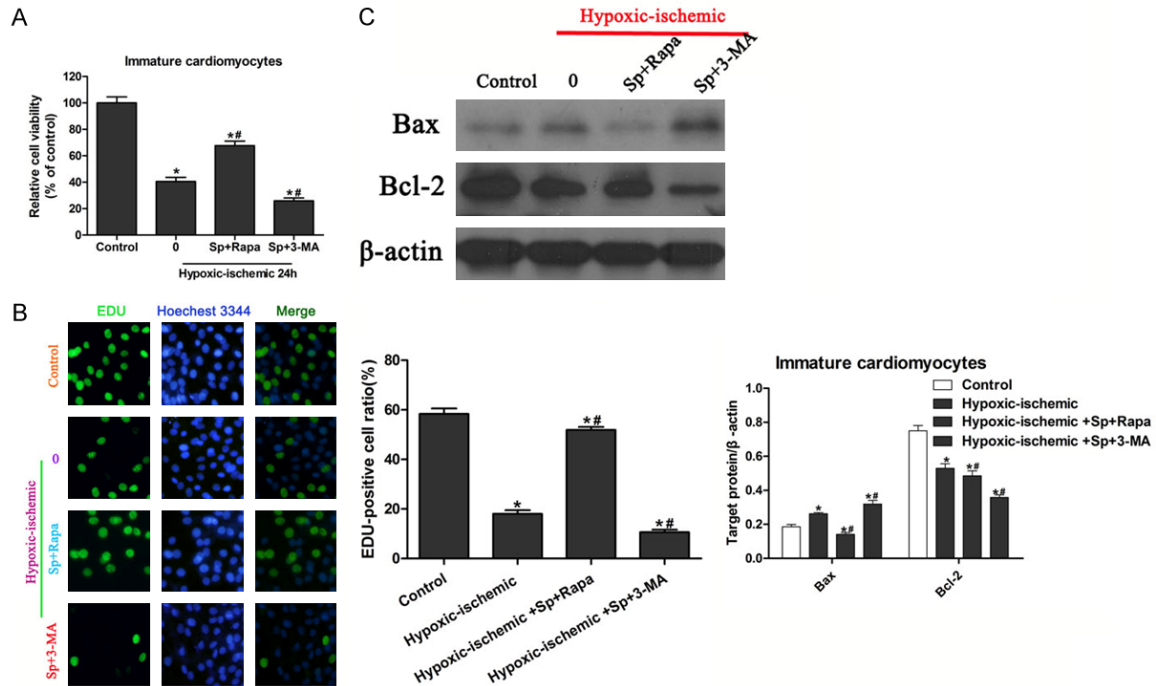 A
Immature cardiomyocytes
Relative cell viability
(% of control)
120
100
80
60
40
20
0
*
*#
*#
Control
0
Sp+Rapa
Sp+3-MA
Hypoxic-ischemic 24h
C
Hypoxic-ischemic
Control
0
Sp+Rapa
Sp+3-MA
Bax
Bcl-2
β-actin
B
EDU
Hoechest 3344
Merge
Control
0
Sp+Rapa
Sp+3-MA
Hypoxic-ischemic
EDU-positive cell ratio(%)
80
60
40
20
0
*
*#
*#
Control
Hypoxic-ischemic
Hypoxic-ischemic +Sp+Rapa
Hypoxic-ischemic +Sp+3-MA
Immature cardiomyocytes
Control
Hypoxic-ischemic
Hypoxic-ischemic +Sp+Rapa
Hypoxic-ischemic +Sp+3-MA
Target protein/β -actin
1.0
0.8
0.6
0.4
0.2
0.0
*
*#
*#
*
*#
*#
Bax
Bcl-2